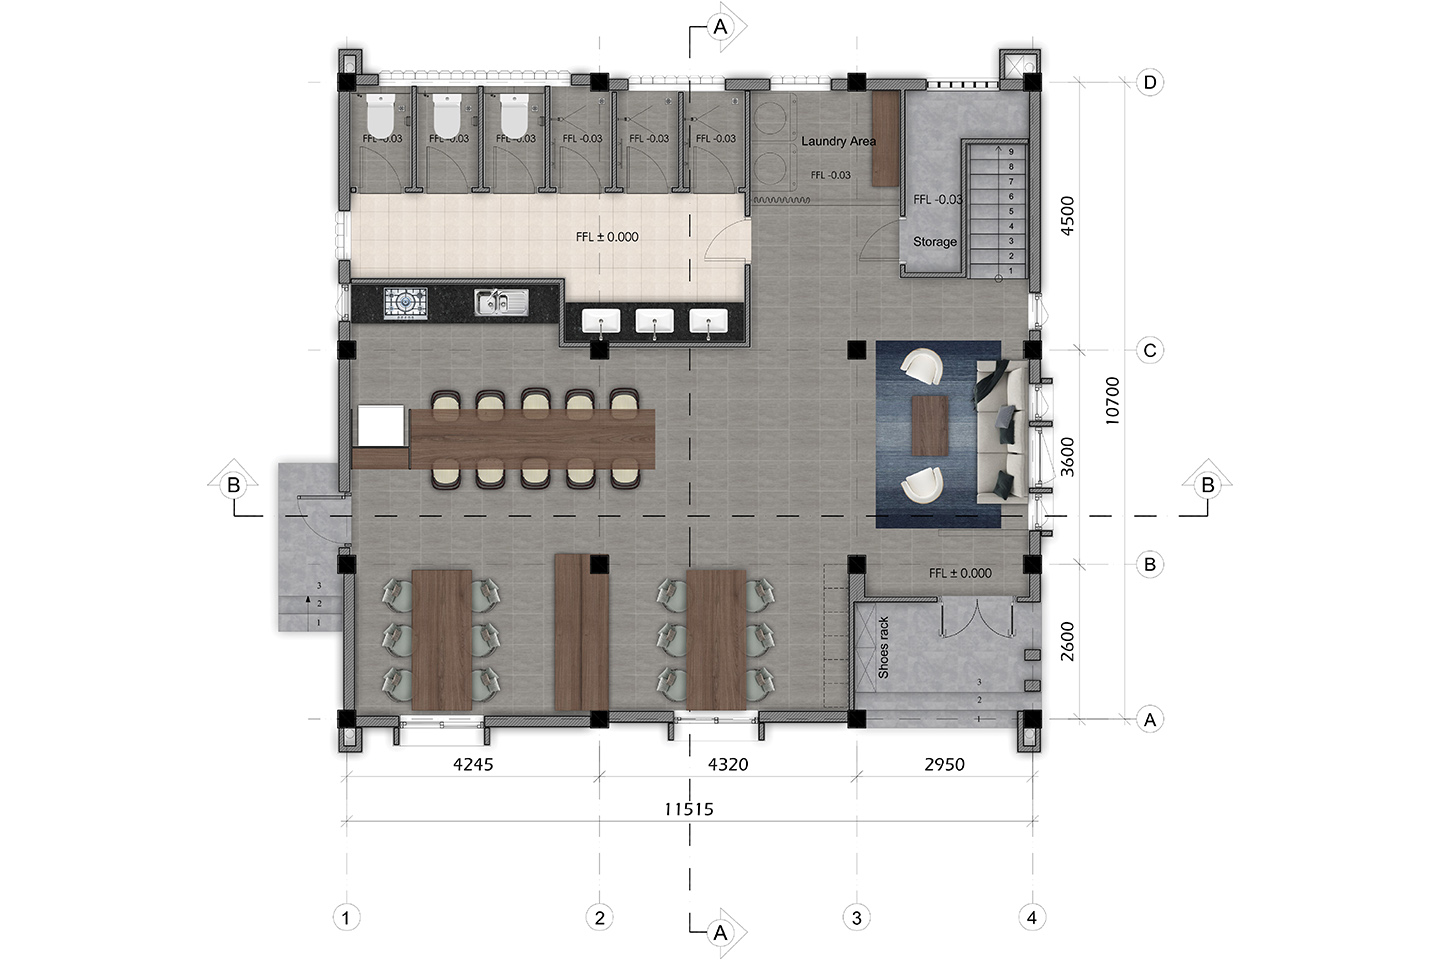 A
D
FFL -0.03
FFL -0.03
FFL -0.03
FFL -0.03
FFL -0.03
FFL -0.03
Laundry Area
FFL -0.03
9
8
7
6
5
4
3
2
1
FFL -0.03
Storage
FFL ± 0.000
4500
C
10700
3600
B
B
B
FFL ± 0.000
3
2
1
Shoes rack
2600
3
2
1
A
4245
4320
2950
11515
1
2
3
4
A